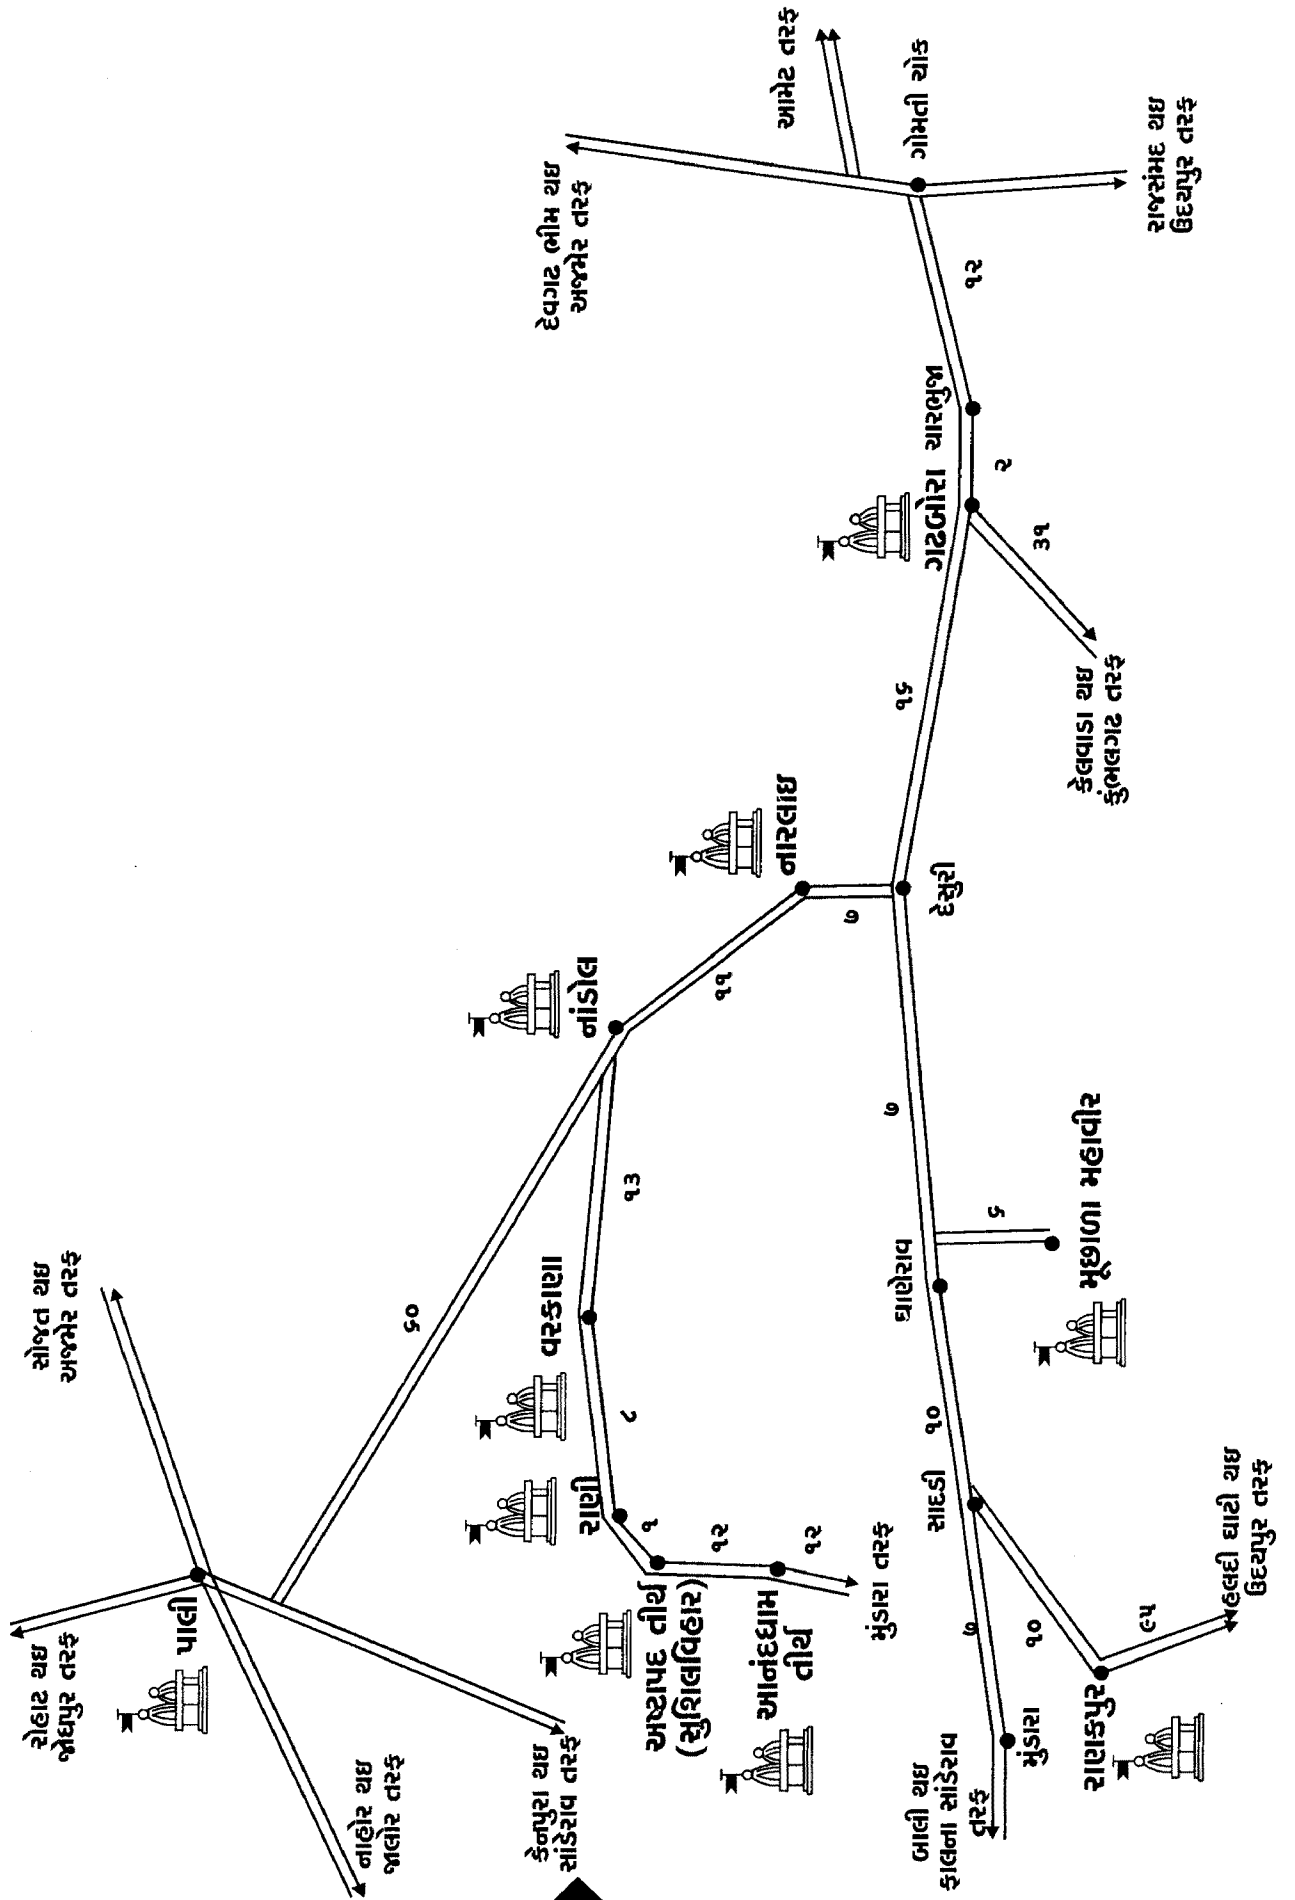 આમેટ તરફ
ગોમતી ચોક
રાજસંમદ થઇ
ઉદયપુર તરફ
દેવગઢ ભીમ થઇ
અજમેર તરફ
૧૨
ચારભુજા
૨
ગઢબોરા
૩૧
કેલવાડા થઇ
કુંભલગઢ તરફ
૧૬
નારલાઇ
દેસુરી
૭
૧૧
નાંડોલ
૭
મૂછાળા મહાવીર
૬
ઘાણેરાવ
૧૩
વરકાણા
સોજત થઇ
અજમેર તરફ
૮
રાણી
૧
૧૨
૧૨
મુંડારા તરફ
૧૦
સાદડી
હલદી ઘાટી થઇ
ઉદયપુર તરફ
૯૫
૧૦
૭
રાણકપુર
મુંડારા
બાલી થઇ
ફાલના સાંડેરાવ
તરફ
આનંદધામ
તીર્થ
અષ્ટાપદ તીર્થ
(સુશિલવિહાર)
પાલી
રોહાટ થઇ
જોધપુર તરફ
નાહોર થઇ
જાલોર તરફ
કેનપુરા થઇ
સાંડેરાવ તરફ